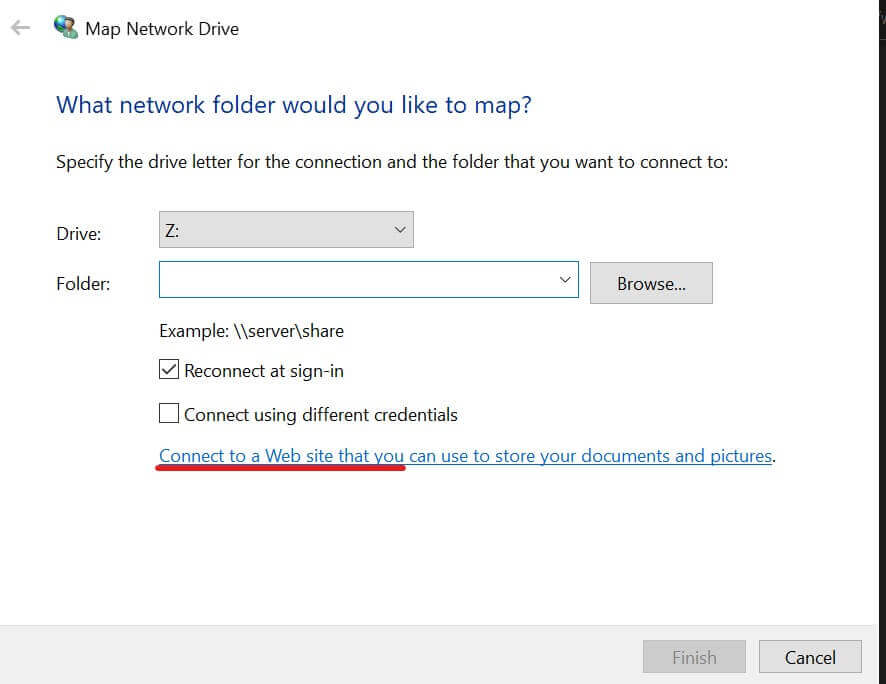 Map Network Drive
What network folder would you like to map?
Specify the drive letter for the connection and the folder that you want to connect to:
Drive: Z:
Folder: Browse...
Example: \\server\share
Reconnect at sign-in
Connect using different credentials
Connect to a Web site that you can use to store your documents and pictures.
Finish Cancel